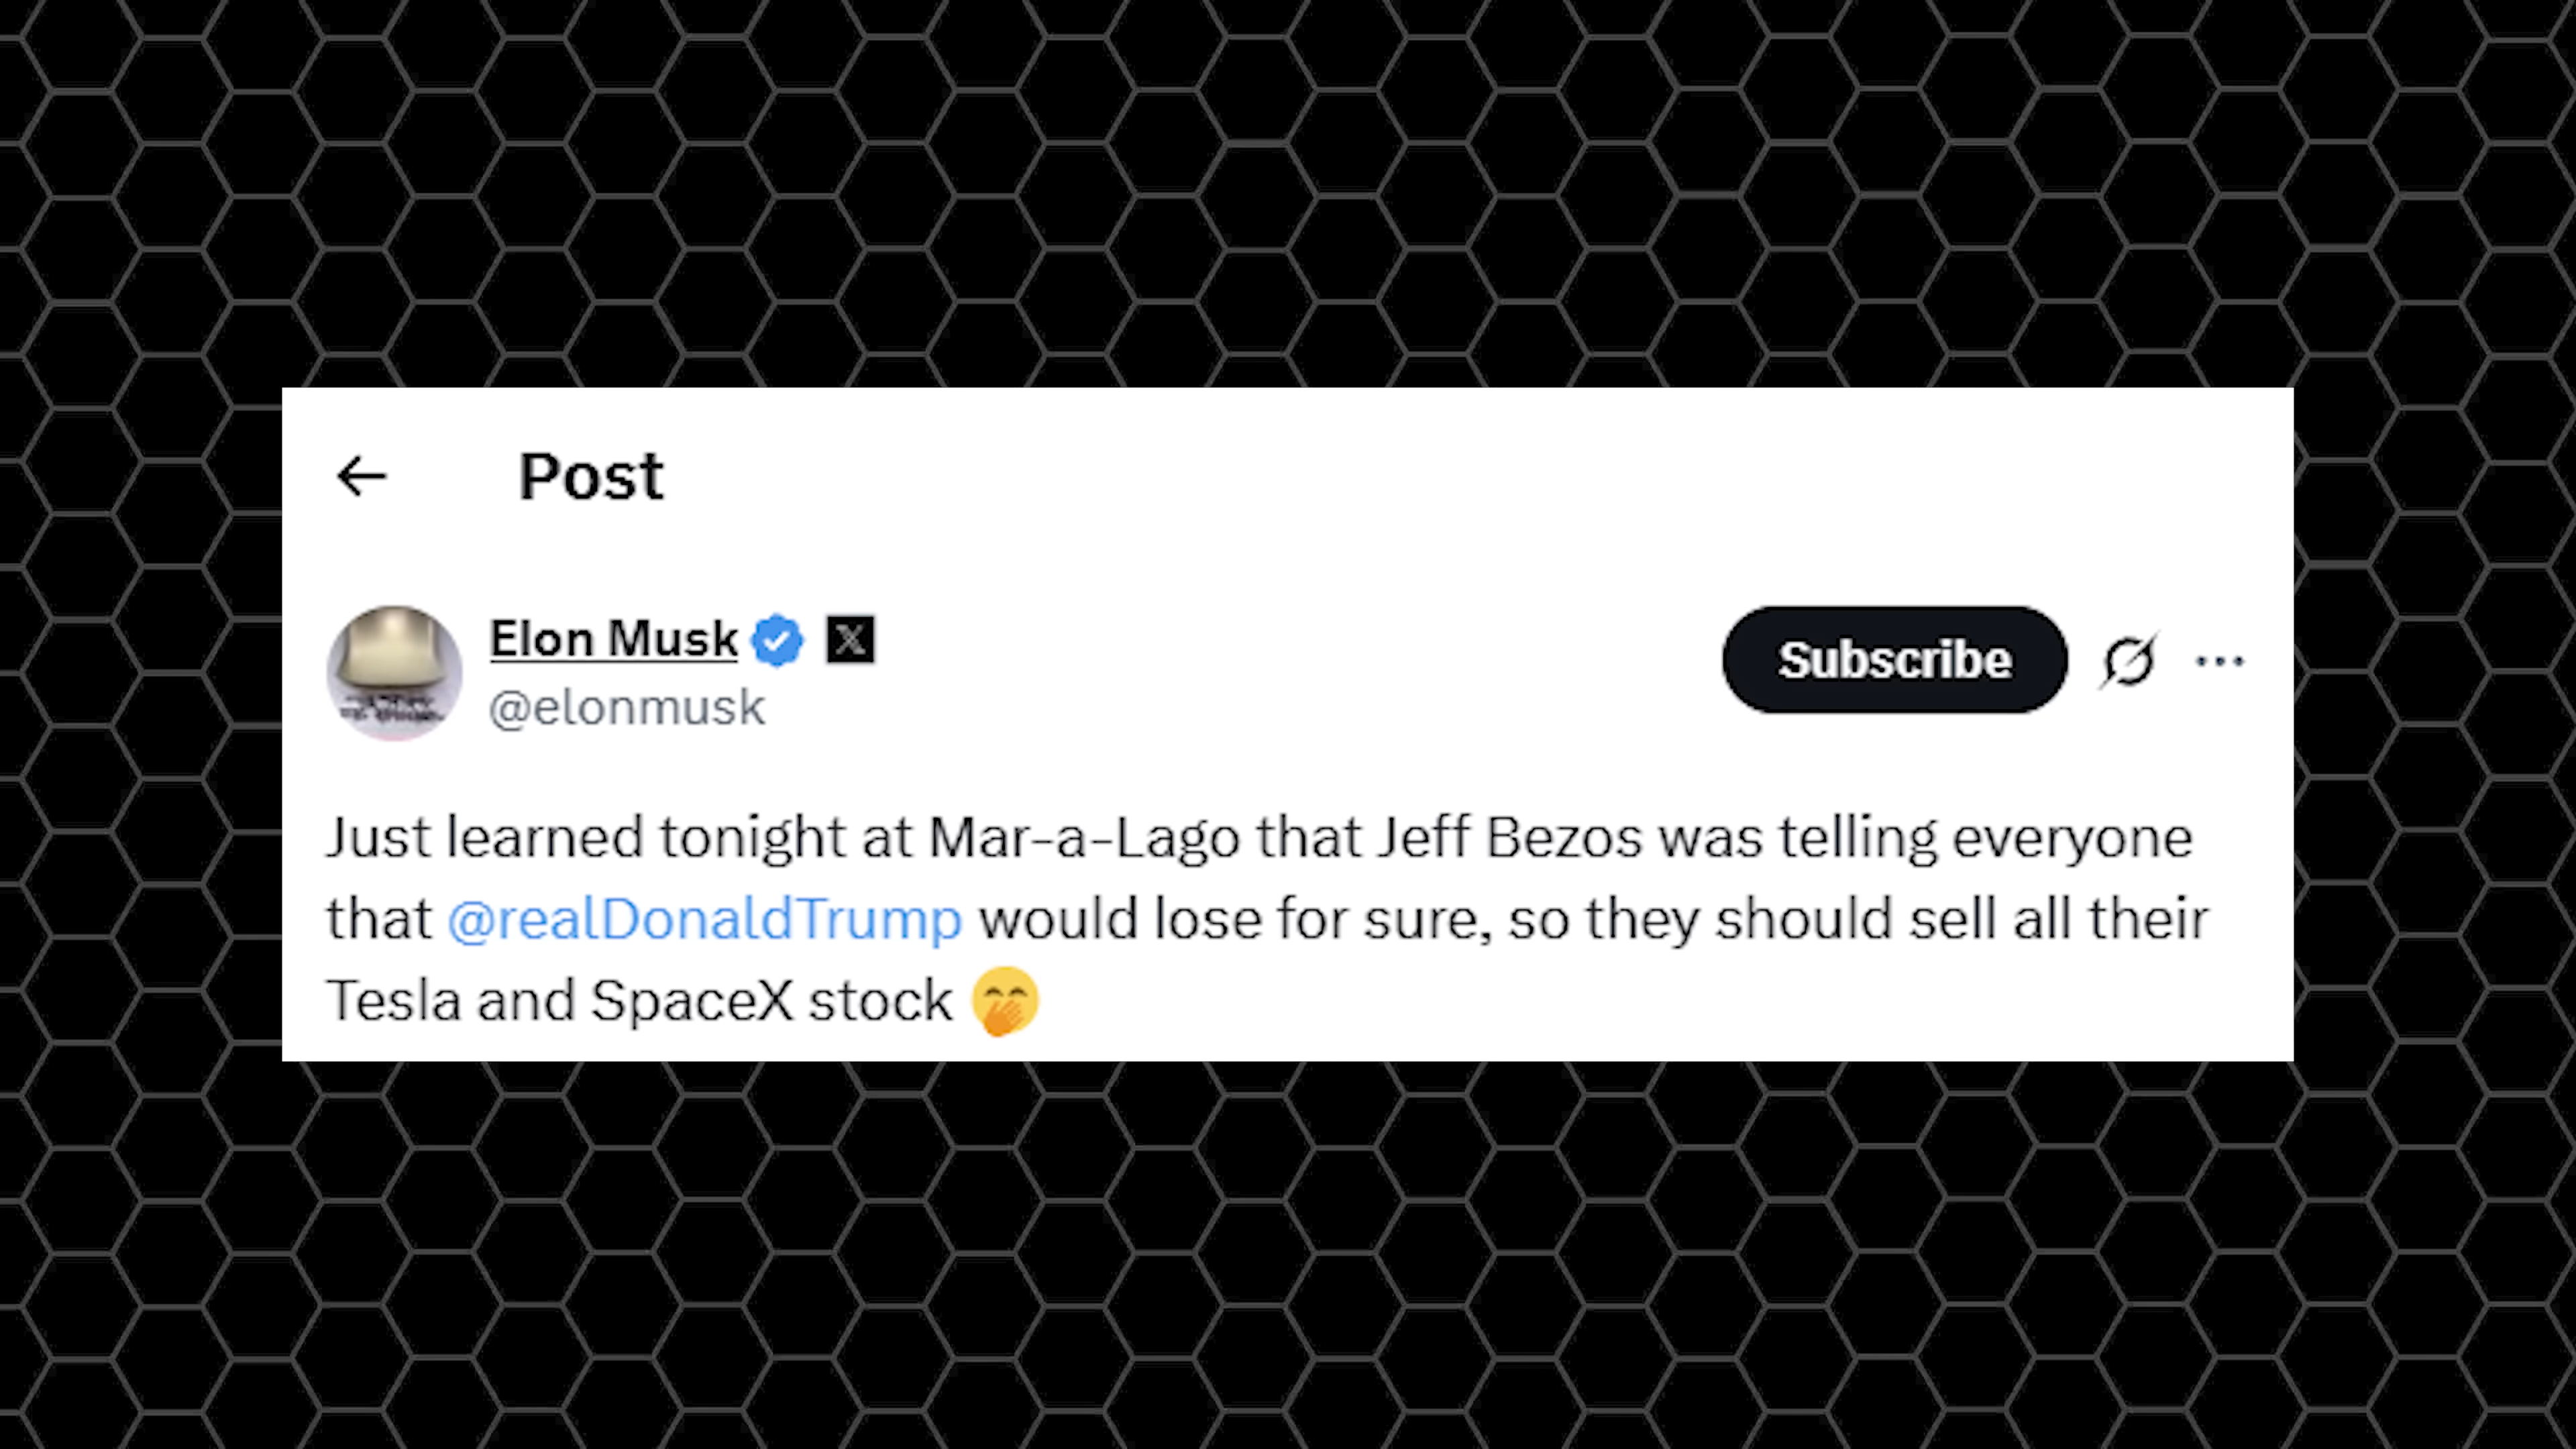 Post
Elon Musk
Subscribe
@elonmusk
Just learned tonight at Mar-a-Lago that Jeff Bezos was telling everyone
that @realDonaldTrump would lose for sure, so they should sell all their
Tesla and SpaceX stock 🤭